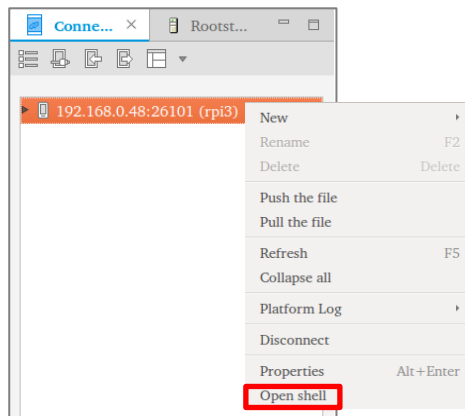 Conne... Rootst...
192.168.0.48:26101 (rpi3)
New
Rename F2
Delete Delete
Push the file
Pull the file
Refresh F5
Collapse all
Platform Log
Disconnect
Properties Alt+Enter
Open shell